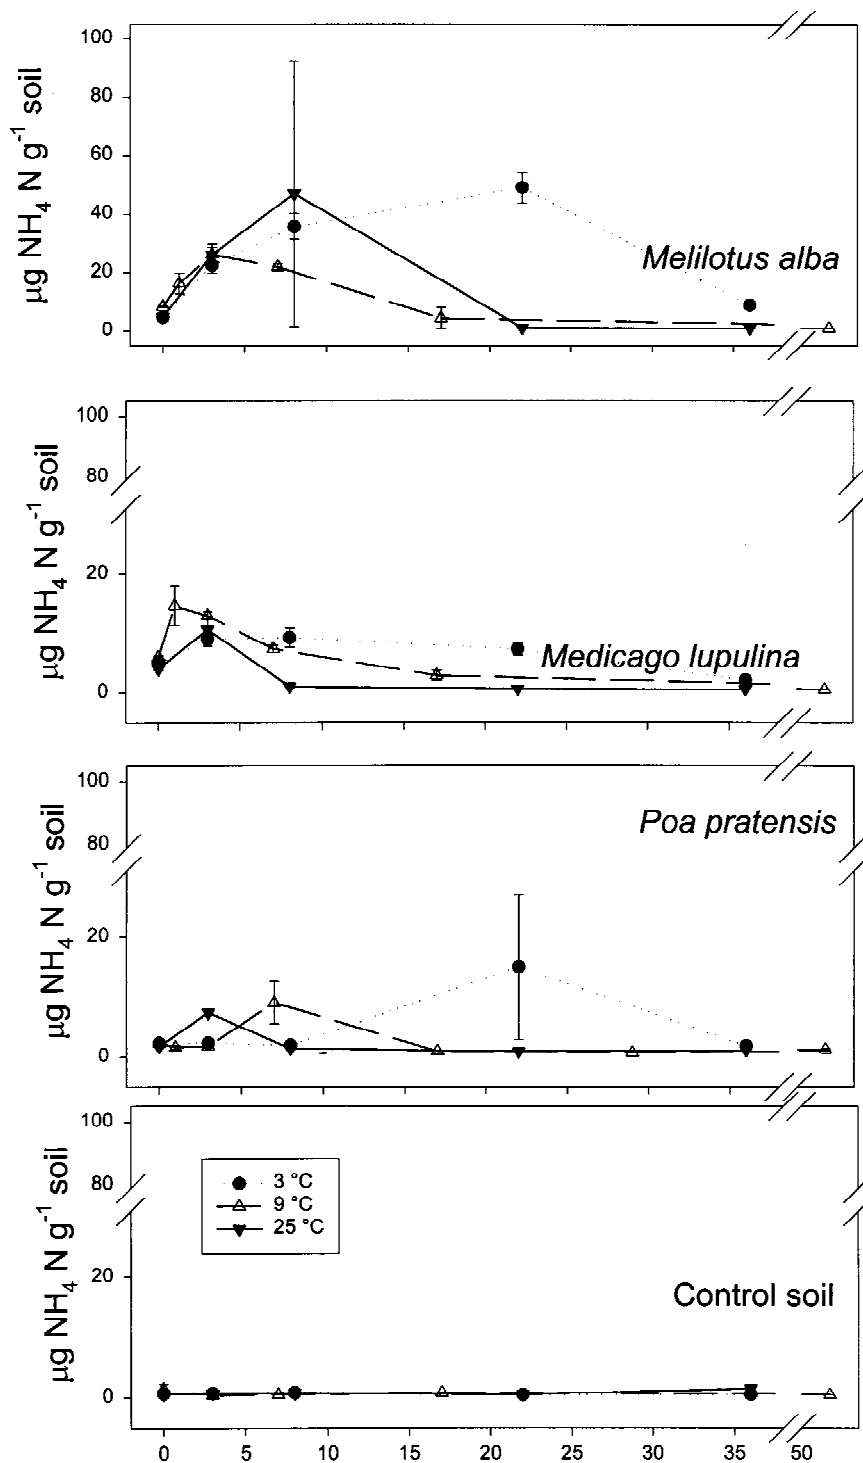 100
80
60
40
20
0
µg NH4 N g-1 soil
Melilotus alba
100
80
20
0
µg NH4 N g-1 soil
Medicago lupulina
100
80
20
0
µg NH4 N g-1 soil
Poa pratensis
100
80
20
0
µg NH4 N g-1 soil
3 °C
9 °C
25 °C
Control soil
0 5 10 15 20 25 30 35 50